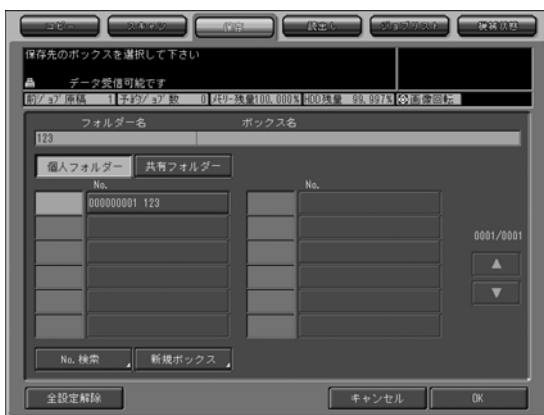 コピー スキャン 保存 読出し ジョブリスト 機械状態
保存先のボックスを選択して下さい
データ受信可能です
前ジョブ原稿 1 予約ジョブ数 0 メモリー残量100.000% HDD残量 99.997% 画像回転
フォルダー名 ボックス名
123
個人フォルダー 共有フォルダー
No. No.
000000001 123
0001/0001
No.検索 新規ボックス
全設定解除 キャンセル OK